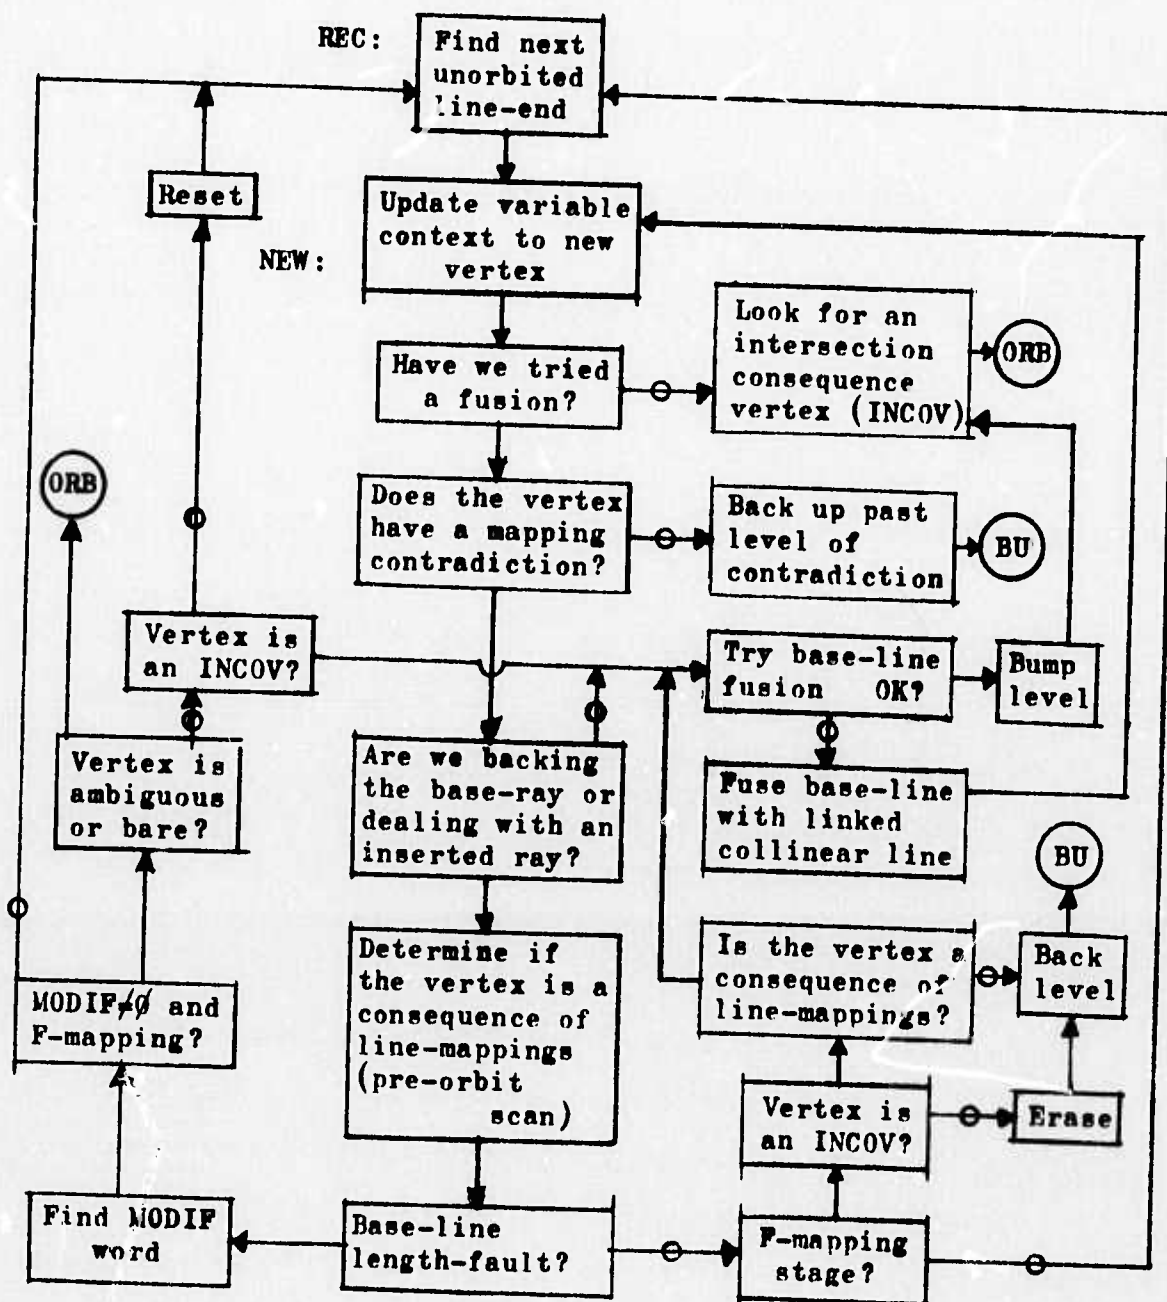 REC:
Find next
unorbited
line-end
Reset
Update variable
context to new
vertex
NEW:
Have we tried
a fusion?
Look for an
intersection
consequence
vertex (INCOV)
ORB
ORB
Does the vertex
have a mapping
contradiction?
Back up past
level of
contradiction
BU
Vertex is
an INCOV?
Try base-line
fusion OK?
Bump
level
Vertex is
ambiguous
or bare?
Are we backing
the base-ray or
dealing with an
inserted ray?
Fuse base-line
with linked
collinear line
BU
MODIF≠0 and
F-mapping?
Determine if
the vertex is a
consequence of
line-mappings
(pre-orbit
scan)
Is the vertex a
consequence of
line-mappings?
Back
level
Vertex is
an INCOV?
Erase
Find MODIF
word
Base-line
length-fault?
F-mapping
stage?